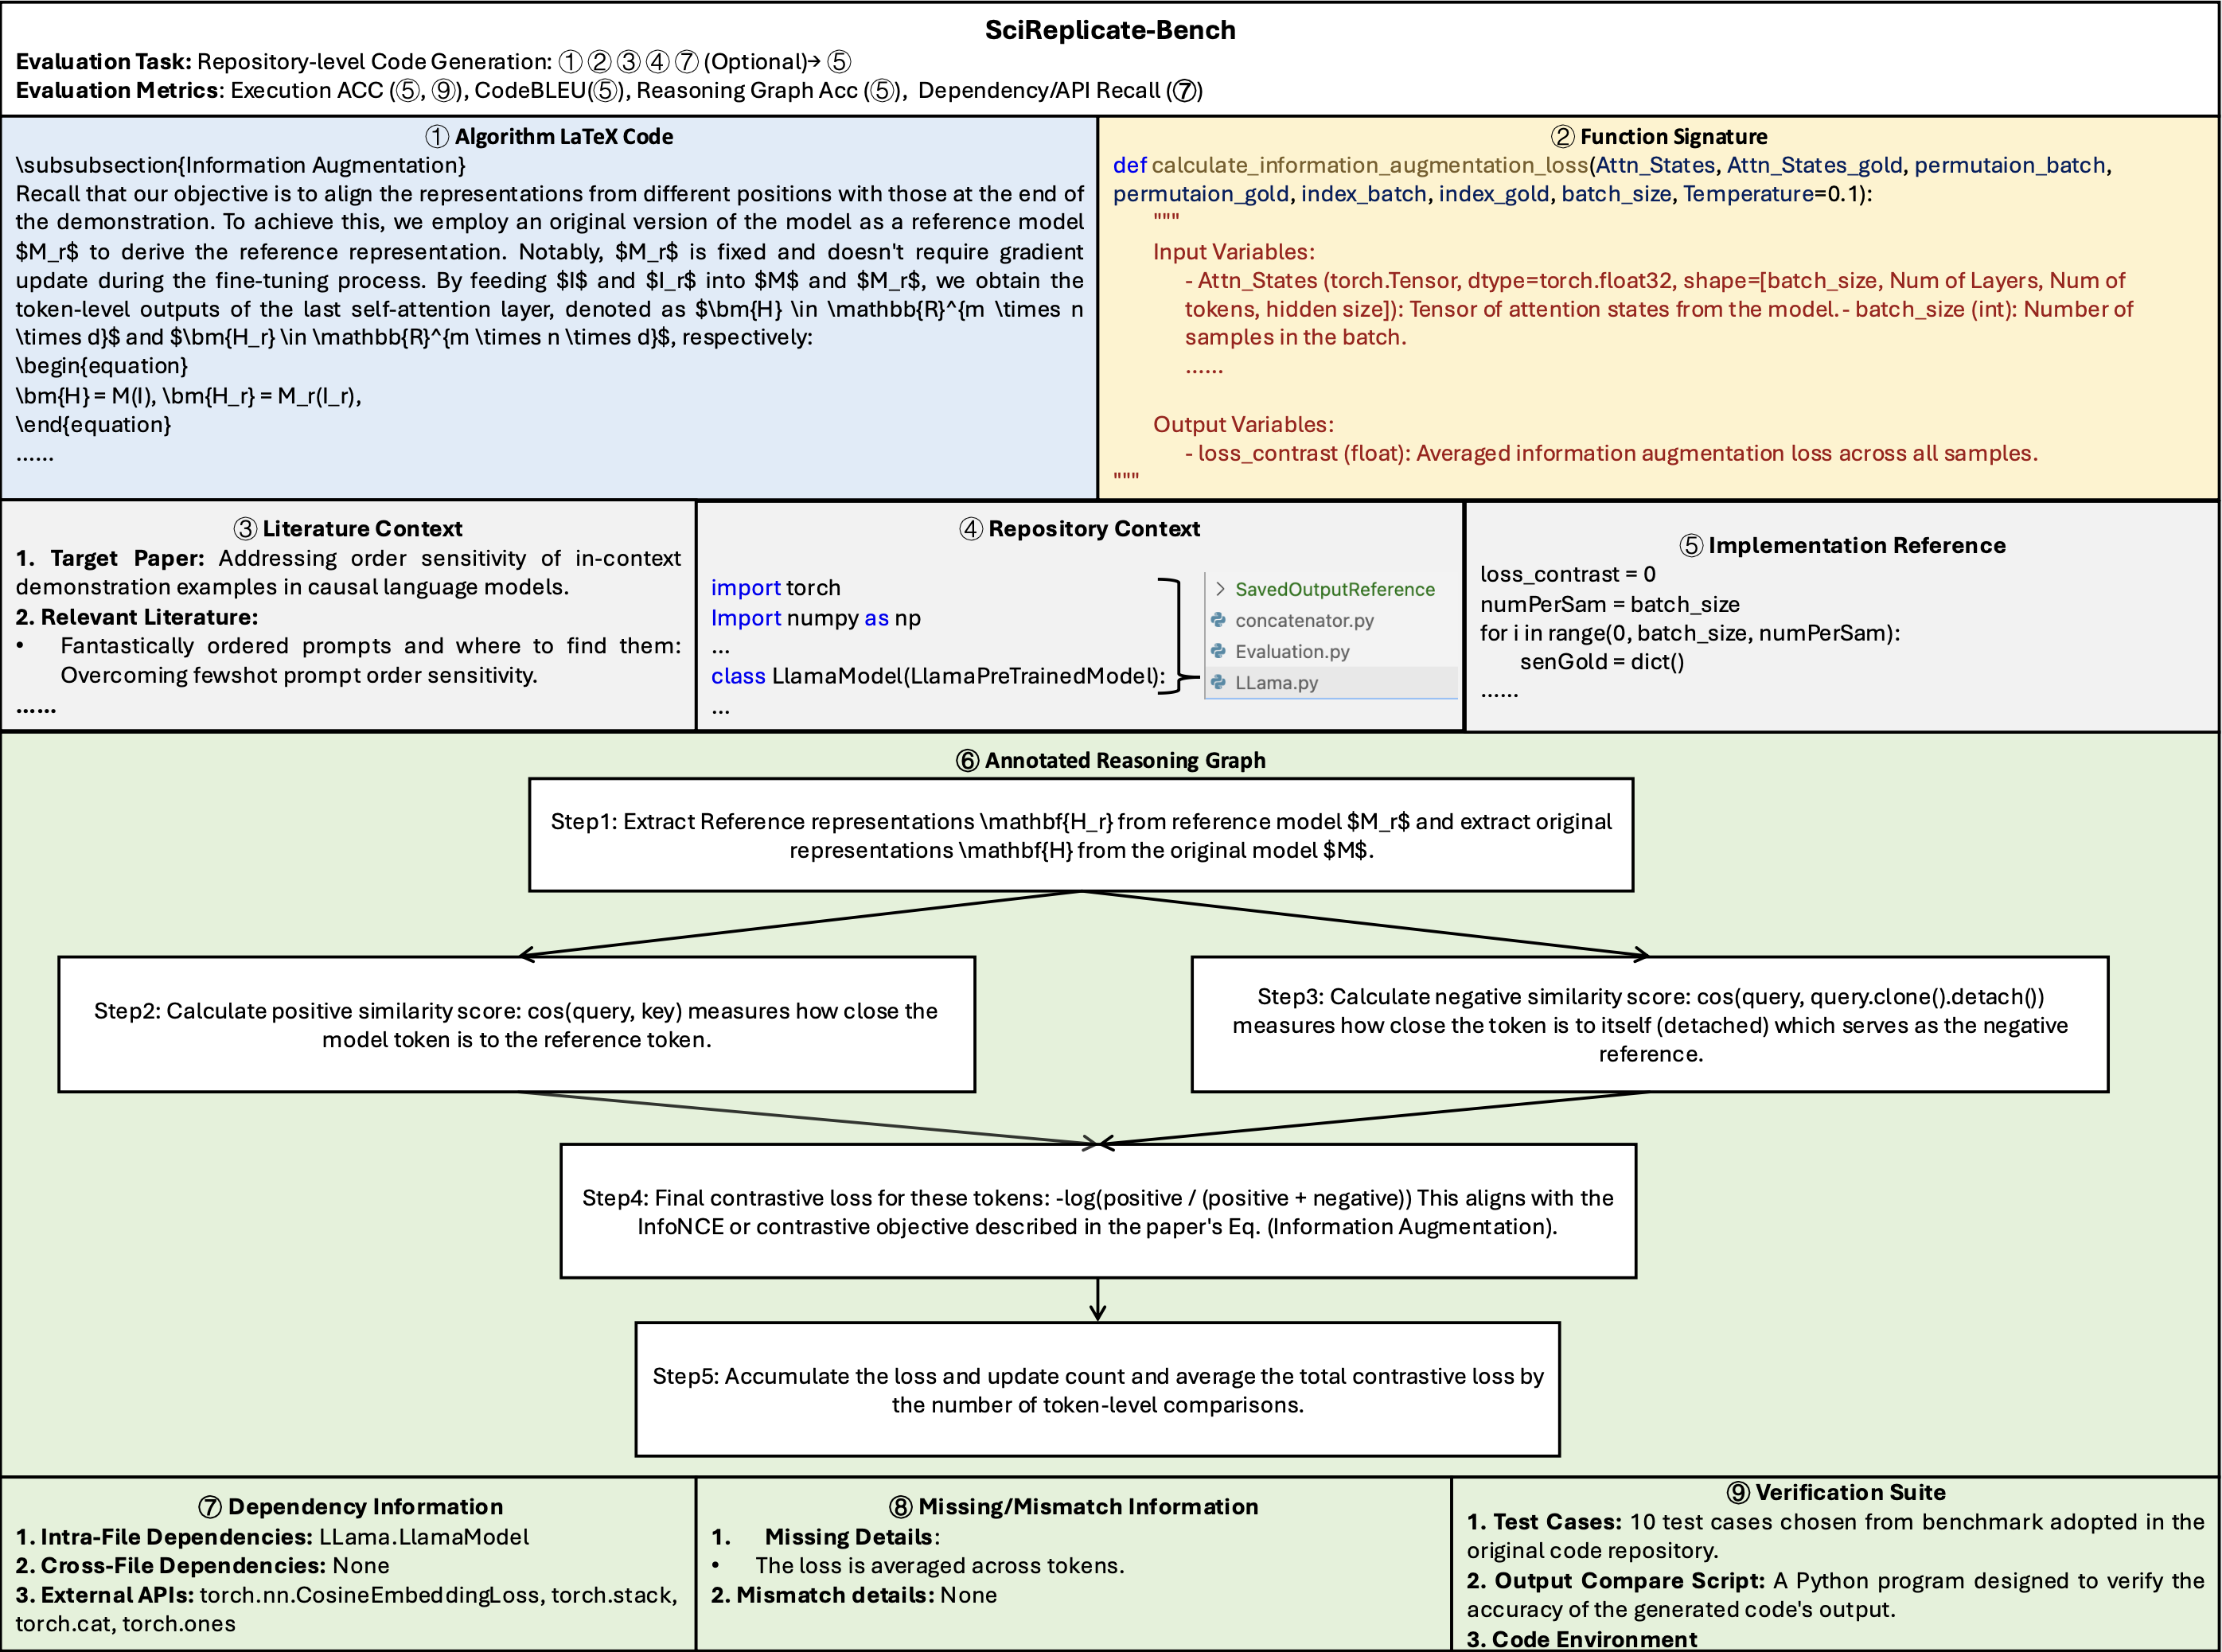 SciReplicate-Bench
Evaluation Task: Repository-level Code Generation: ① ② ③ ④ ⑦ (Optional)→ ⑤
Evaluation Metrics: Execution ACC (⑤, ⑨), CodeBLEU(⑤), Reasoning Graph Acc (⑤), Dependency/API Recall (⑦)
① Algorithm LaTeX Code
\subsubsection{Information Augmentation}
Recall that our objective is to align the representations from different positions with those at the end of
the demonstration. To achieve this, we employ an original version of the model as a reference model
$M_r$ to derive the reference representation. Notably, $M_r$ is fixed and doesn't require gradient
update during the fine-tuning process. By feeding $I$ and $I_r$ into $M$ and $M_r$, we obtain the
token-level outputs of the last self-attention layer, denoted as $\bm{H} \in \mathbb{R}^{m \times n
\times d}$ and $\bm{H_r} \in \mathbb{R}^{m \times n \times d}$, respectively:
\begin{equation}
\bm{H} = M(I), \bm{H_r} = M_r(I_r),
\end{equation}
......
② Function Signature
def calculate_information_augmentation_loss(Attn_States, Attn_States_gold, permutaion_batch,
permutaion_gold, index_batch, index_gold, batch_size, Temperature=0.1):
"""
Input Variables:
- Attn_States (torch.Tensor, dtype=torch.float32, shape=[batch_size, Num of Layers, Num of
tokens, hidden size]): Tensor of attention states from the model. - batch_size (int): Number of
samples in the batch.
......
Output Variables:
- loss_contrast (float): Averaged information augmentation loss across all samples.
"""
③ Literature Context
1. Target Paper: Addressing order sensitivity of in-context
demonstration examples in causal language models.
2. Relevant Literature:
• Fantastically ordered prompts and where to find them:
Overcoming fewshot prompt order sensitivity.
......
④ Repository Context
import torch
Import numpy as np
...
class LlamaModel(LlamaPreTrainedModel):
...
SavedOutputReference
concatenator.py
Evaluation.py
LLama.py
⑤ Implementation Reference
loss_contrast = 0
numPerSam = batch_size
for i in range(0, batch_size, numPerSam):
senGold = dict()
......
⑥ Annotated Reasoning Graph
Step1: Extract Reference representations \mathbf{H_r} from reference model $M_r$ and extract original
representations \mathbf{H} from the original model $M$.
Step2: Calculate positive similarity score: cos(query, key) measures how close the
model token is to the reference token.
Step3: Calculate negative similarity score: cos(query, query.clone().detach())
measures how close the token is to itself (detached) which serves as the negative
reference.
Step4: Final contrastive loss for these tokens: -log(positive / (positive + negative)) This aligns with the
InfoNCE or contrastive objective described in the paper's Eq. (Information Augmentation).
Step5: Accumulate the loss and update count and average the total contrastive loss by
the number of token-level comparisons.
⑦ Dependency Information
1. Intra-File Dependencies: LLama.LlamaModel
2. Cross-File Dependencies: None
3. External APIs: torch.nn.CosineEmbeddingLoss, torch.stack,
torch.cat, torch.ones
⑧ Missing/Mismatch Information
1. Missing Details:
• The loss is averaged across tokens.
2. Mismatch details: None
⑨ Verification Suite
1. Test Cases: 10 test cases chosen from benchmark adopted in the
original code repository.
2. Output Compare Script: A Python program designed to verify the
accuracy of the generated code's output.
3. Code Environment